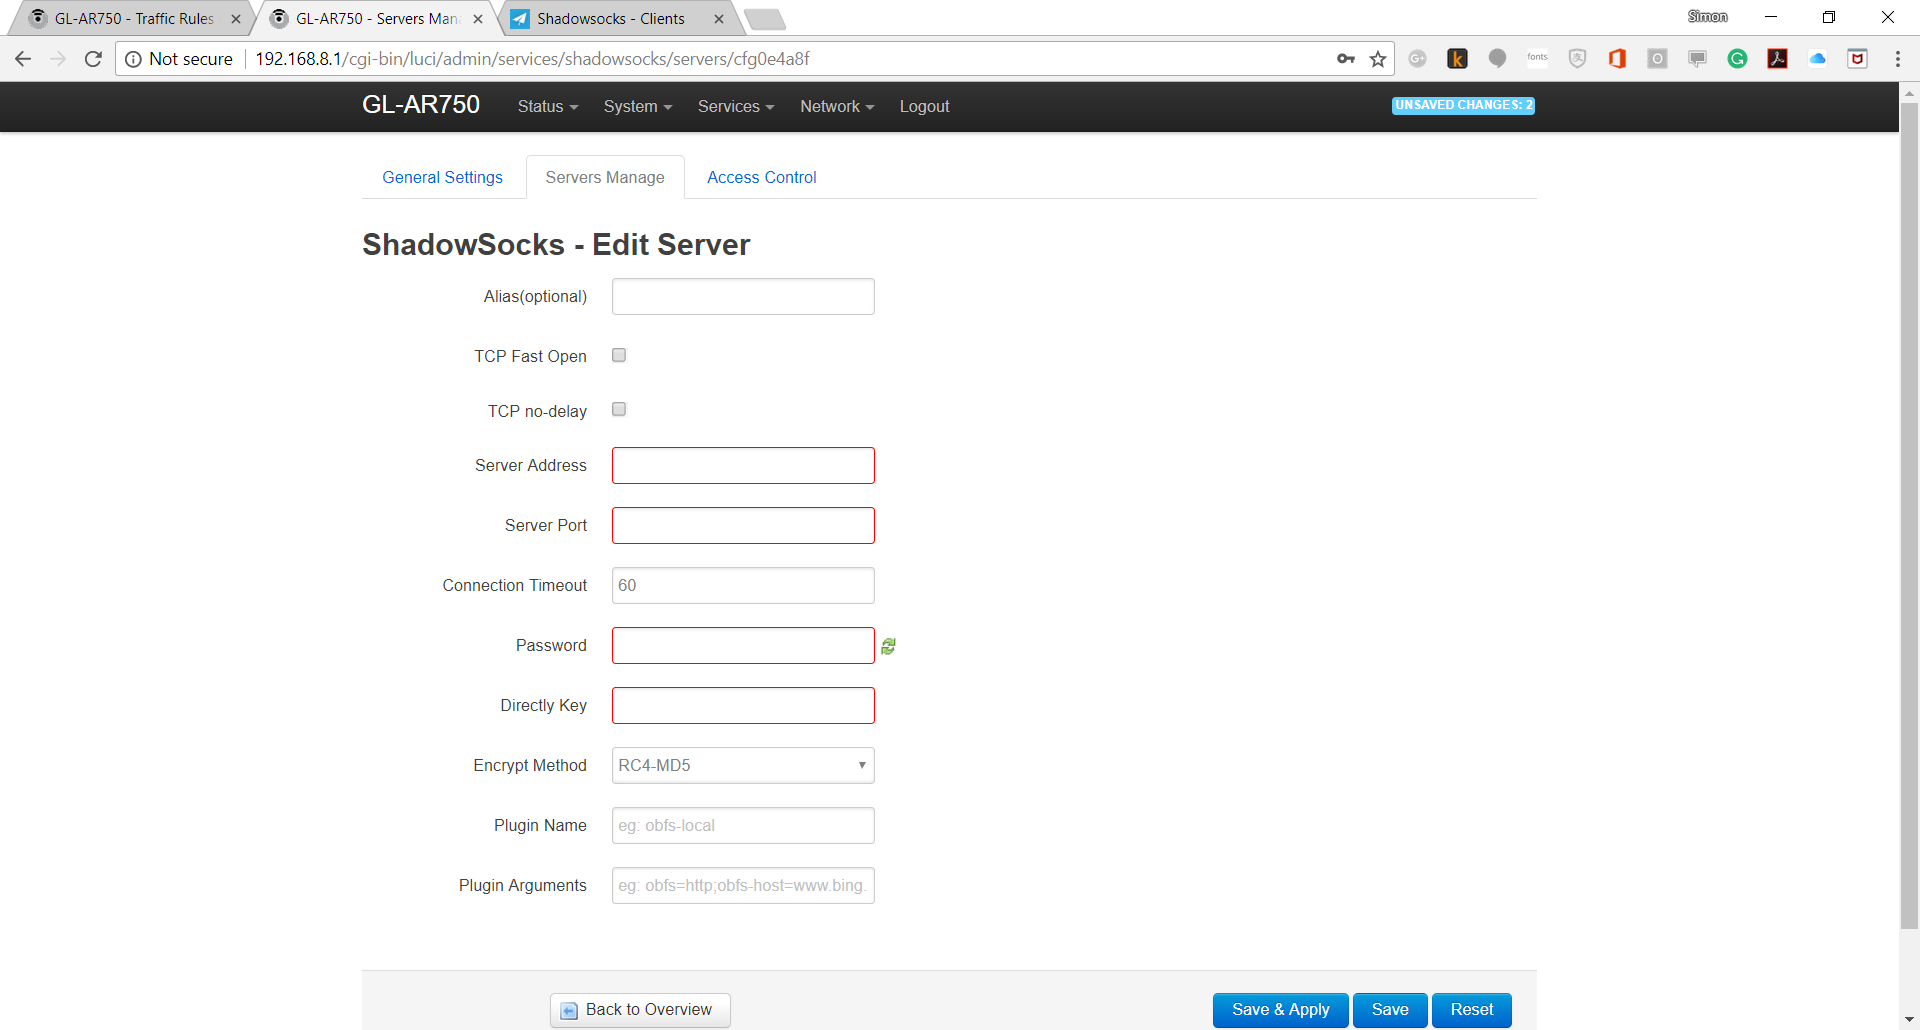 GL-AR750 - Traffic Rules
GL-AR750 - Servers Man
Shadowsocks - Clients
Simon
Not secure
192.168.8.1/cgi-bin/luci/admin/services/shadowsocks/servers/cfg0e4a8f
fonts
GL-AR750 Status System Services Network Logout UNSAVED CHANGES: 2
General Settings Servers Manage Access Control
ShadowSocks - Edit Server
Alias(optional)
TCP Fast Open
TCP no-delay
Server Address
Server Port
Connection Timeout 60
Password
Directly Key
Encrypt Method RC4-MD5
Plugin Name eg: obfs-local
Plugin Arguments eg: obfs=http;obfs-host=www.bing.
Back to Overview Save & Apply Save Reset